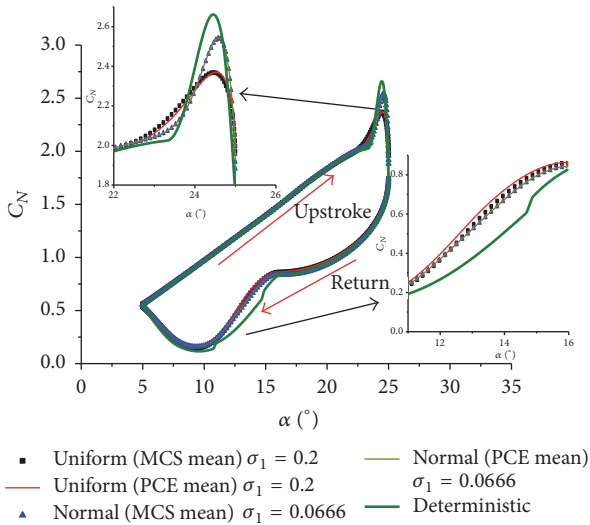 2.6
2.4
2.2
2.0
1.8
C_N
22
24
26
α (°)
3.0
2.5
2.0
1.5
1.0
0.5
0.0
C_N
Upstroke
Return
0.8
0.6
0.4
0.2
0.0
C_N
12
14
16
α (°)
0
5
10
15
20
25
30
35
α (°)
Uniform (MCS mean) σ₁ = 0.2
Uniform (PCE mean) σ₁ = 0.2
Normal (MCS mean) σ₁ = 0.0666
Normal (PCE mean)
σ₁ = 0.0666
Deterministic